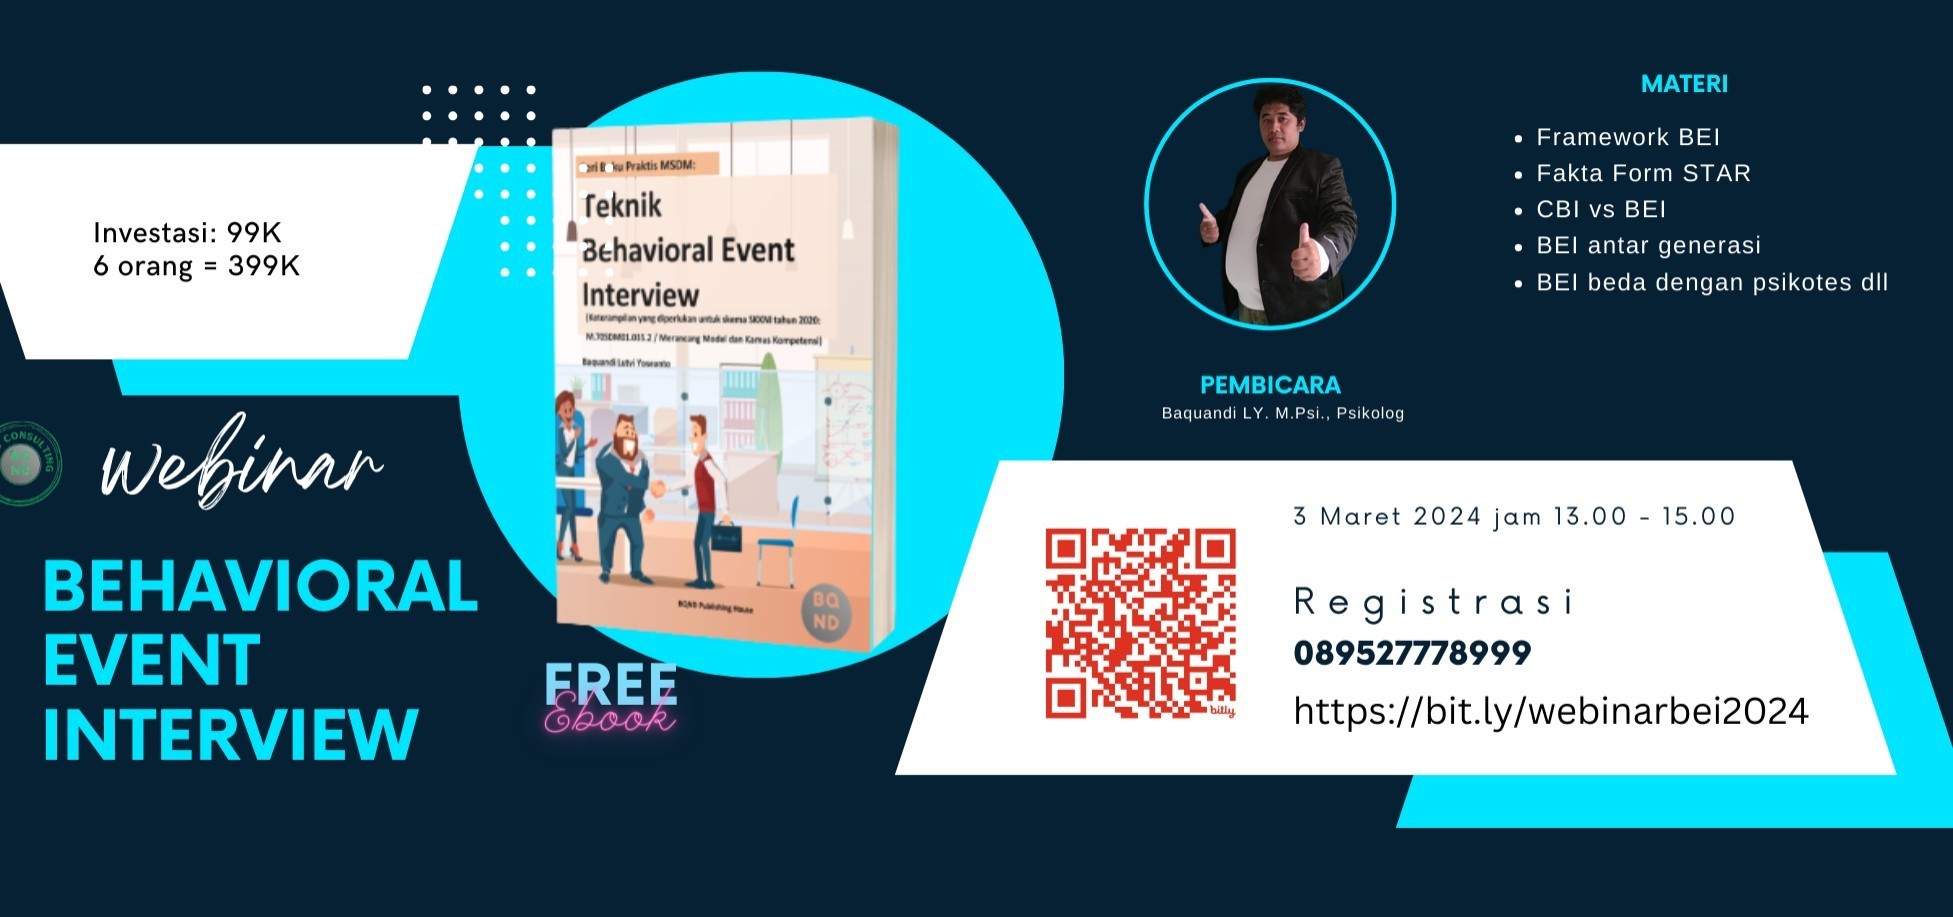 Investasi: 99K
6 orang = 399K
CONSULTING
webinar
BEHAVIORAL
EVENT
INTERVIEW
Seri Buku Praktis MSDM:
Teknik
Behavioral Event
Interview
(Keterampilan yang diperlukan untuk skema SKKNI tahun 2020:
M.70SDM01.015.2 / Merancang Model dan Kamus Kompetensi)
Baquandi Lutvi Yoseanto
BQND Publishing House
BQ
ND
FREE
Ebook
PEMBICARA
Baquandi LY. M.Psi., Psikolog
MATERI
• Framework BEI
• Fakta Form STAR
• CBI vs BEI
• BEI antar generasi
• BEI beda dengan psikotes dll
3 Maret 2024 jam 13.00 - 15.00
Registrasi
089527778999
https://bit.ly/webinarbei2024
bitly